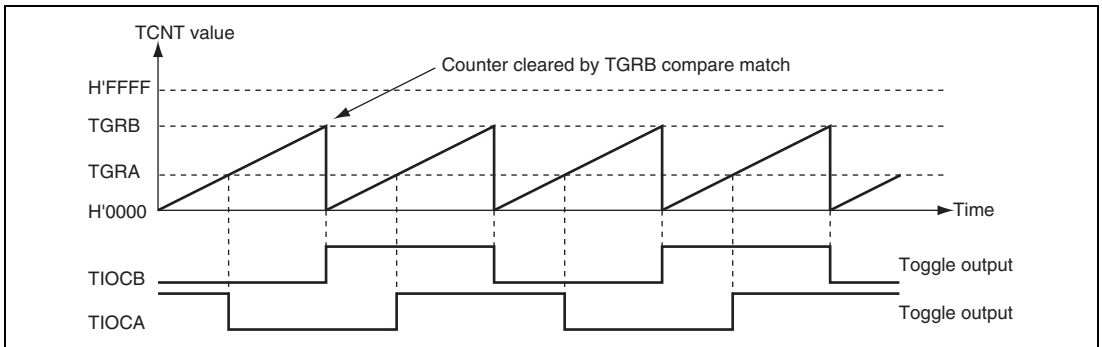 TCNT value
Counter cleared by TGRB compare match
H'FFFF
TGRB
TGRA
H'0000
Time
TIOCB
Toggle output
TIOCA
Toggle output